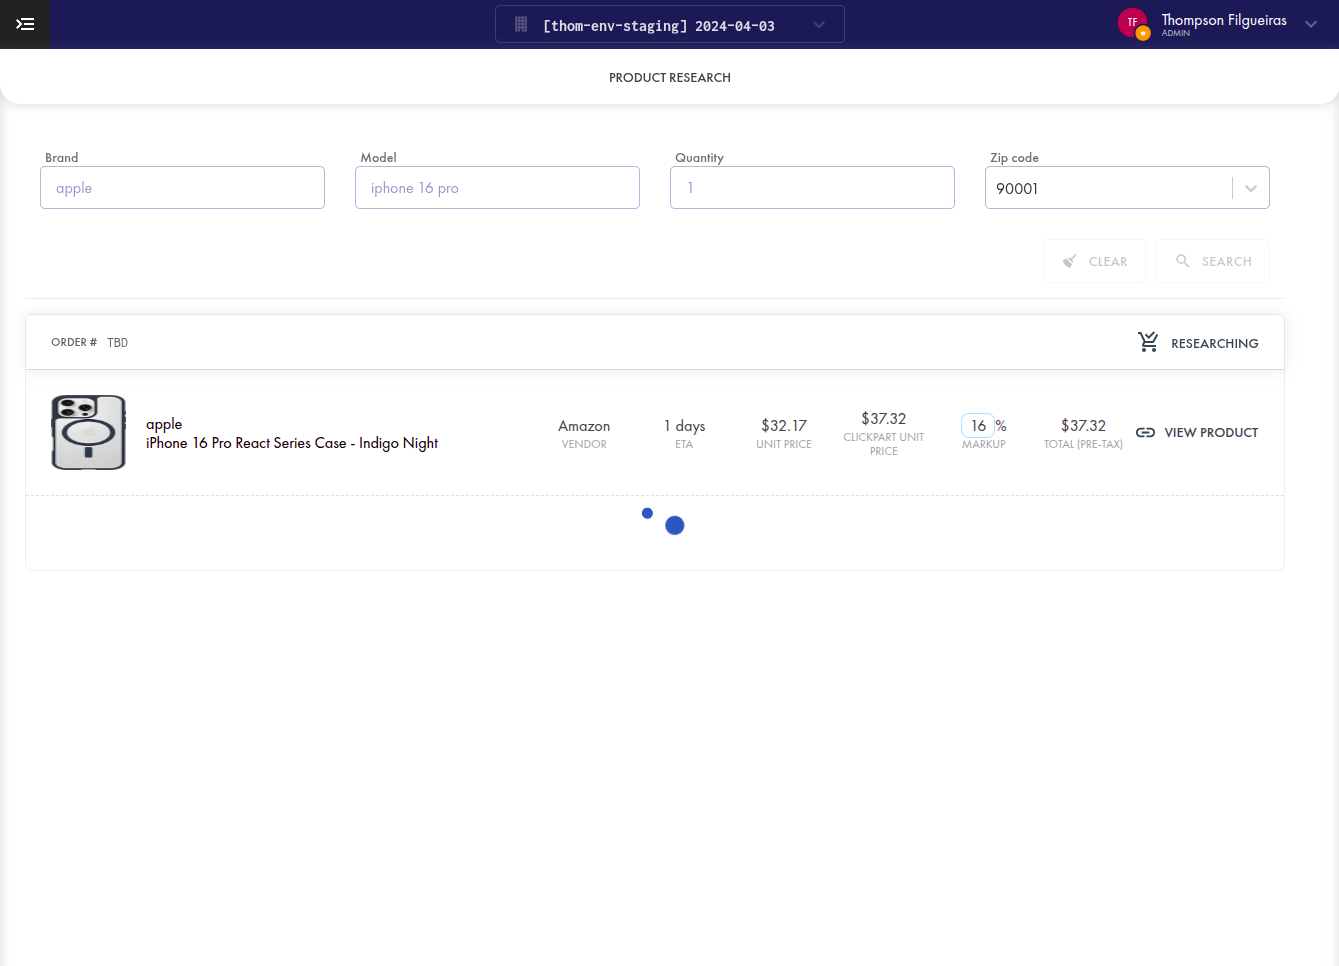 [thom-env-staging] 2024-04-03
TF
Thompson Filgueiras
ADMIN
PRODUCT RESEARCH
Brand
Model
Quantity
Zip code
apple
iphone 16 pro
1
90001
CLEAR
SEARCH
ORDER # TBD
RESEARCHING
apple
iPhone 16 Pro React Series Case - Indigo Night
Amazon
VENDOR
1 days
ETA
$32.17
UNIT PRICE
$37.32
CLICKPART UNIT
PRICE
16 %
MARKUP
$37.32
TOTAL (PRE-TAX)
VIEW PRODUCT